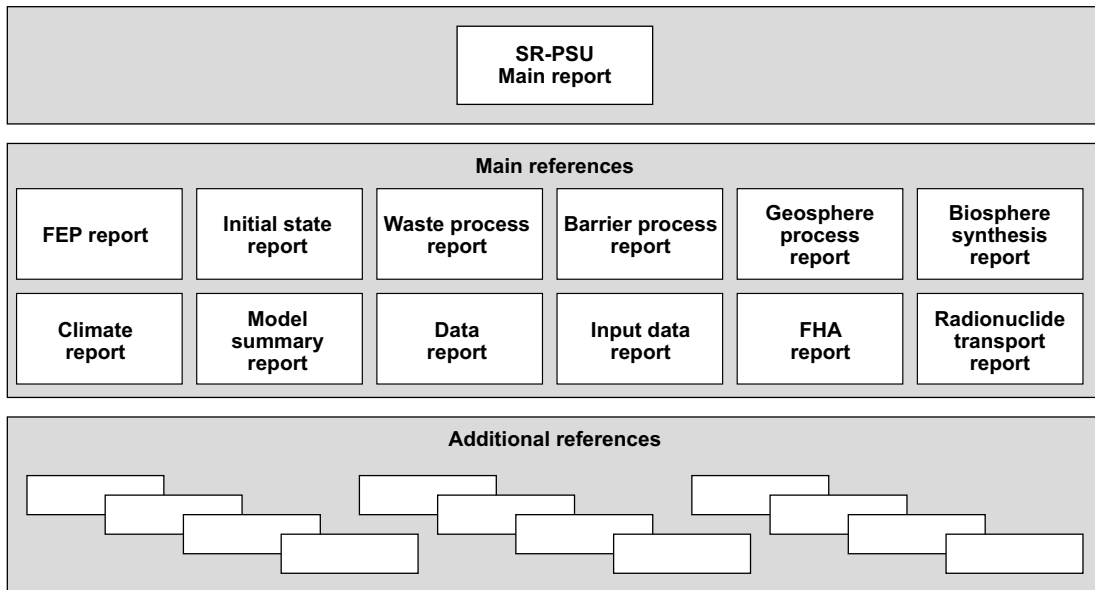 SR-PSU
Main report
Main references
FEP report
Initial state
report
Waste process
report
Barrier process
report
Geosphere
process
report
Biosphere
synthesis
report
Climate
report
Model
summary
report
Data
report
Input data
report
FHA
report
Radionuclide
transport
report
Additional references